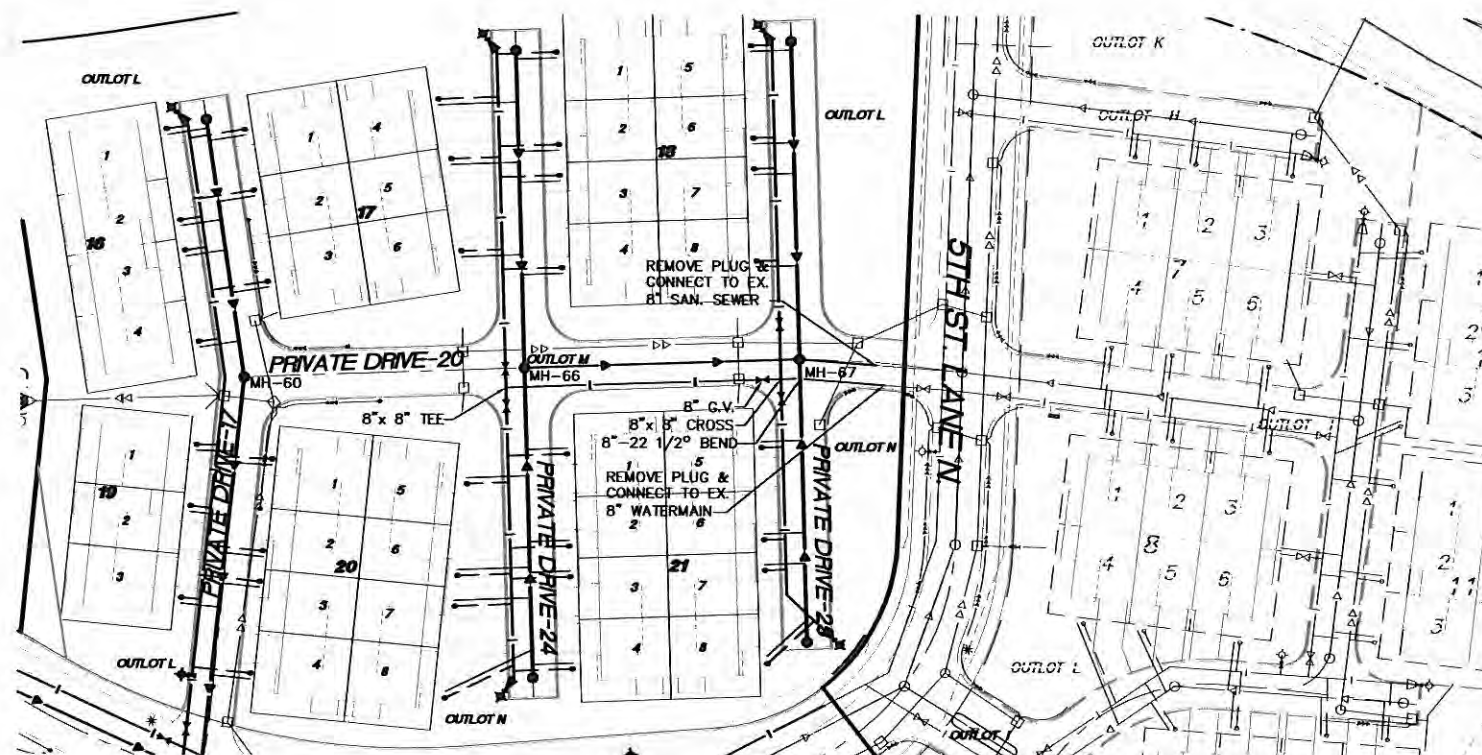 OUTLOT L
OUTLOT K
OUTLOT H
OUTLOT L
1
2
3
4
16
1
4
2
5
3
6
17
1
5
2
6
18
3
7
4
8
1
2
3
7
4
5
6
REMOVE PLUG &
CONNECT TO EX.
8" SAN. SEWER
5TH ST. LANE N
PRIVATE DRIVE-20
OUTLOT M
MH-60
MH-66
MH-67
8"x 8" TEE
8" G.V.
8"x 8" CROSS
8"-22 1/2° BEND
REMOVE PLUG &
CONNECT TO EX.
8" WATERMAIN
OUTLOT N
PRIVATE DRIVE-17
PRIVATE DRIVE-24
1
19
2
3
1
5
2
6
20
3
7
4
8
1
5
2
6
21
3
7
4
8
1
2
3
8
4
5
6
2
11
3
OUTLOT L
OUTLOT N
OUTLOT L